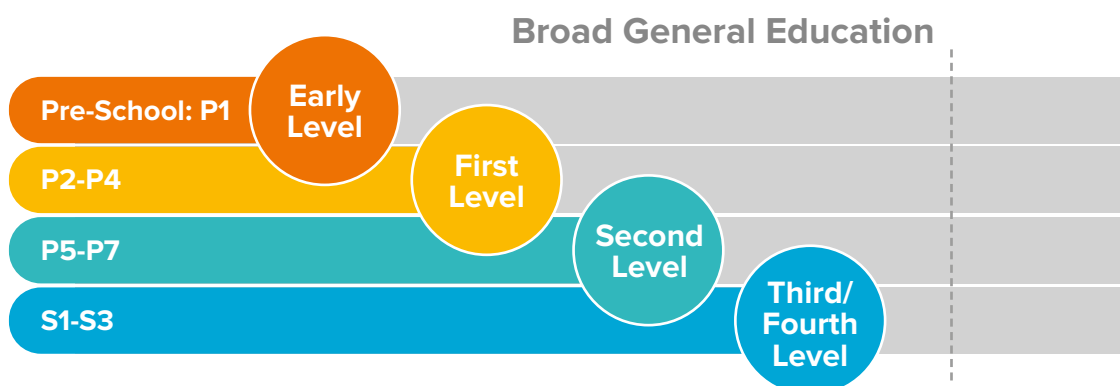 Broad General Education
Pre-School: P1
Early
Level
P2-P4
First
Level
P5-P7
Second
Level
S1-S3
Third/
Fourth
Level